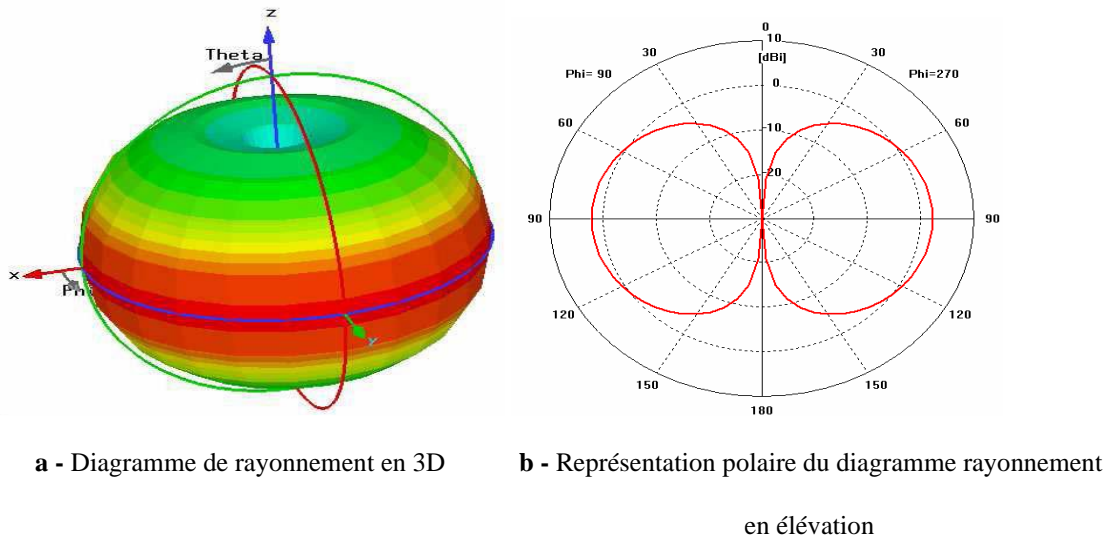 z
Theta
x
Phi
y
0
10
[dBi]
30
30
Phi= 90
Phi=270
0
60
60
-10
-20
90
90
120
120
150
150
180
a - Diagramme de rayonnement en 3D
b - Représentation polaire du diagramme rayonnement
en élévation